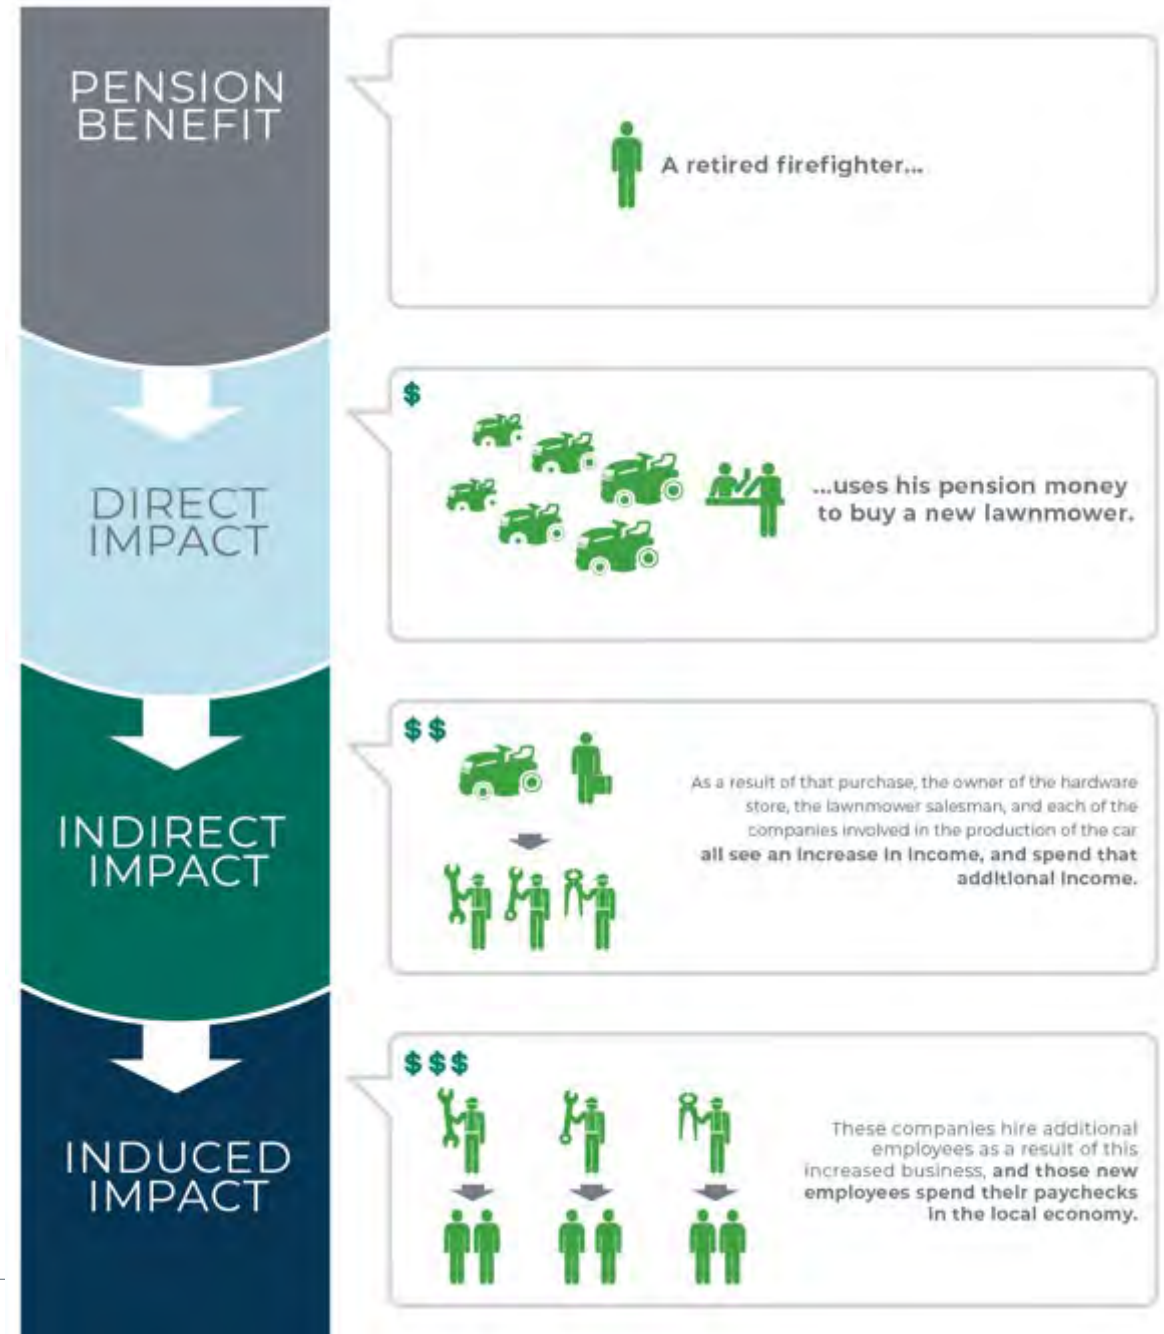 PENSION
BENEFIT
A retired firefighter...
DIRECT
IMPACT
$
...uses his pension money
to buy a new lawnmower.
INDIRECT
IMPACT
$$
As a result of that purchase, the owner of the hardware
store, the lawnmower salesman, and each of the
companies involved in the production of the car
all see an increase in income, and spend that
additional income.
INDUCED
IMPACT
$$$
These companies hire additional
employees as a result of this
increased business, and those new
employees spend their paychecks
in the local economy.